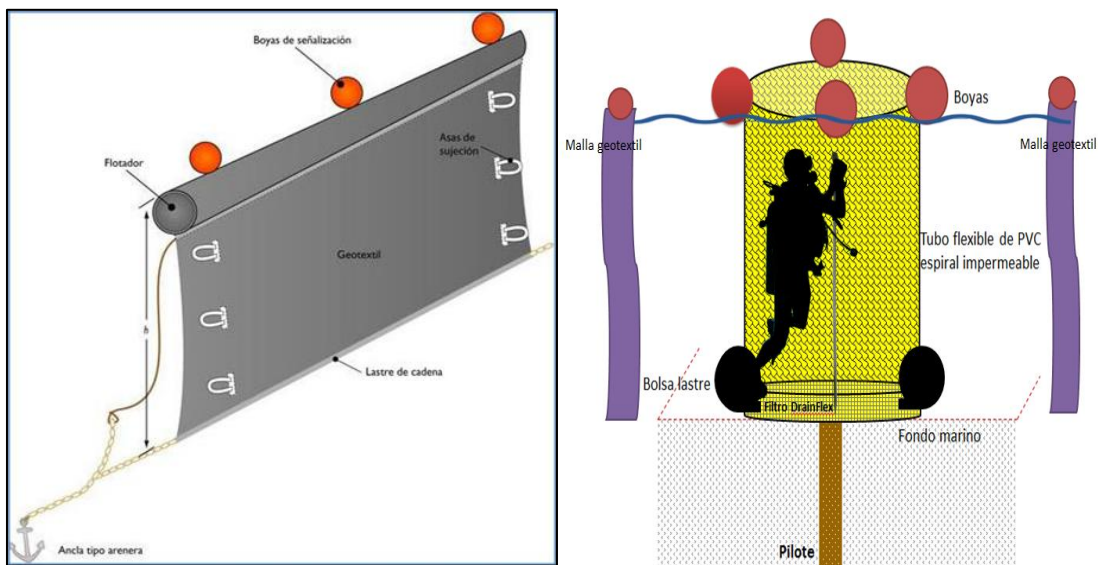 Boyas de señalización
Asas de
sujeción
Flotador
Geotextil
h
Lastre de cadena
Ancla tipo arenera
Boyas
Malla geotextil
Malla geotextil
Tubo flexible de PVC
espiral impermeable
Bolsa lastre
Filtro DrainFlex
Fondo marino
Pilote